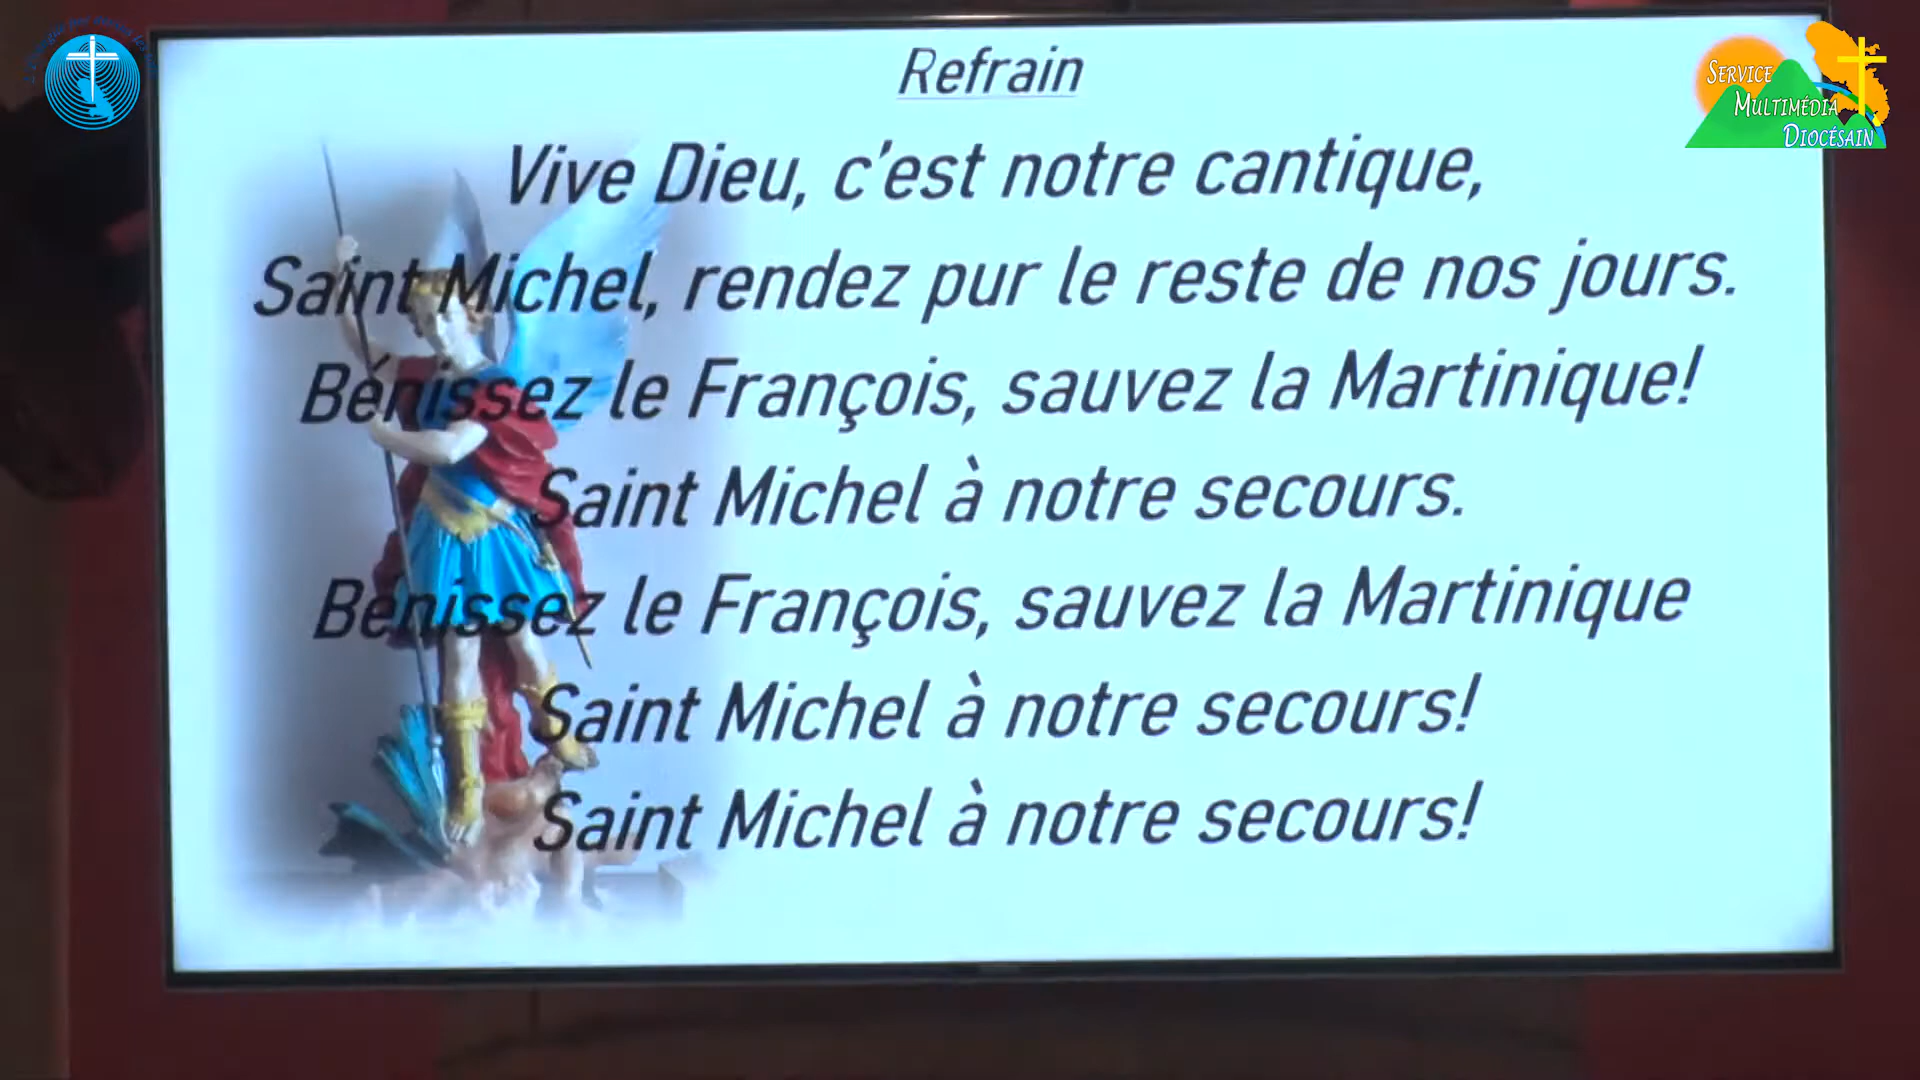 Refrain
Vive Dieu, c'est notre cantique,
Saint Michel, rendez pur le reste de nos jours.
Bénissez le François, sauvez la Martinique!
Saint Michel à notre secours.
Bénissez le François, sauvez la Martinique
Saint Michel à notre secours!
Saint Michel à notre secours!
SERVICE
MULTIMÉDIA
DIOCÉSAIN